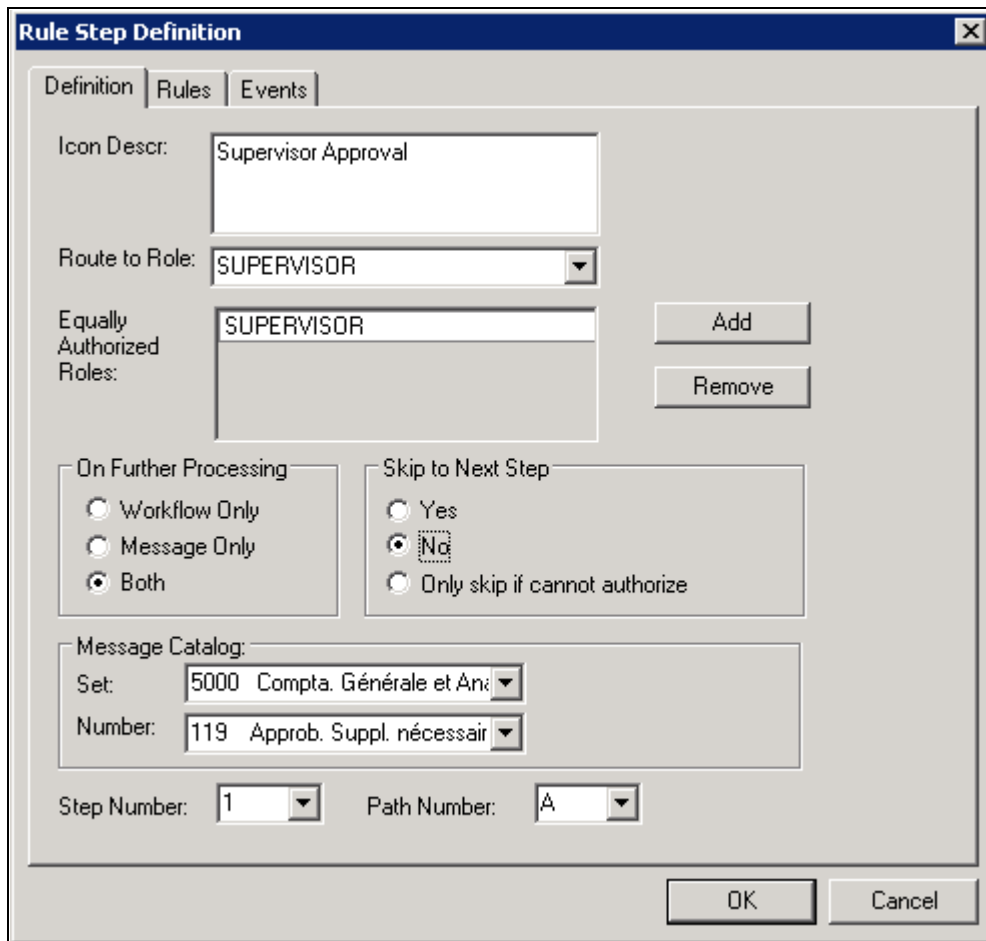 Rule Step Definition
Definition Rules Events
Icon Descr: Supervisor Approval
Route to Role: SUPERVISOR
Equally Authorized Roles: SUPERVISOR
Add
Remove
On Further Processing
Workflow Only
Message Only
Both
Skip to Next Step
Yes
No
Only skip if cannot authorize
Message Catalog:
Set: 5000 Compta. Générale et Ana
Number: 119 Approb. Suppl. nécessair
Step Number: 1 Path Number: A
OK Cancel